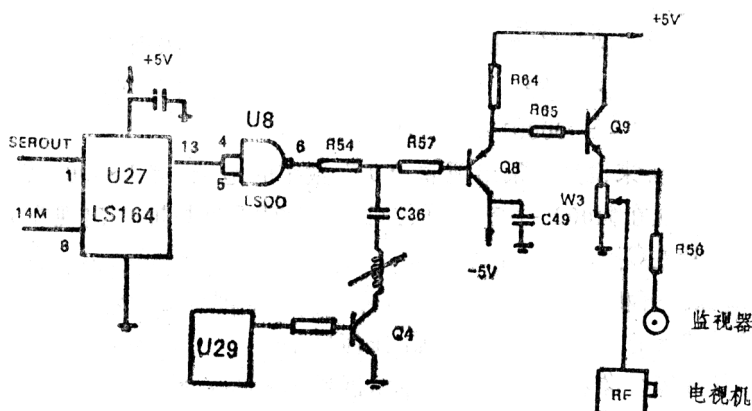 +5V
+5V
U8
R64
R65
Q9
SEROUT
13
4
6
R54
R57
1
U27
5
Q8
LS00
14M
LS164
C36
C49
W3
8
-5V
R56
Q4
U29
监视器
RF
电视机